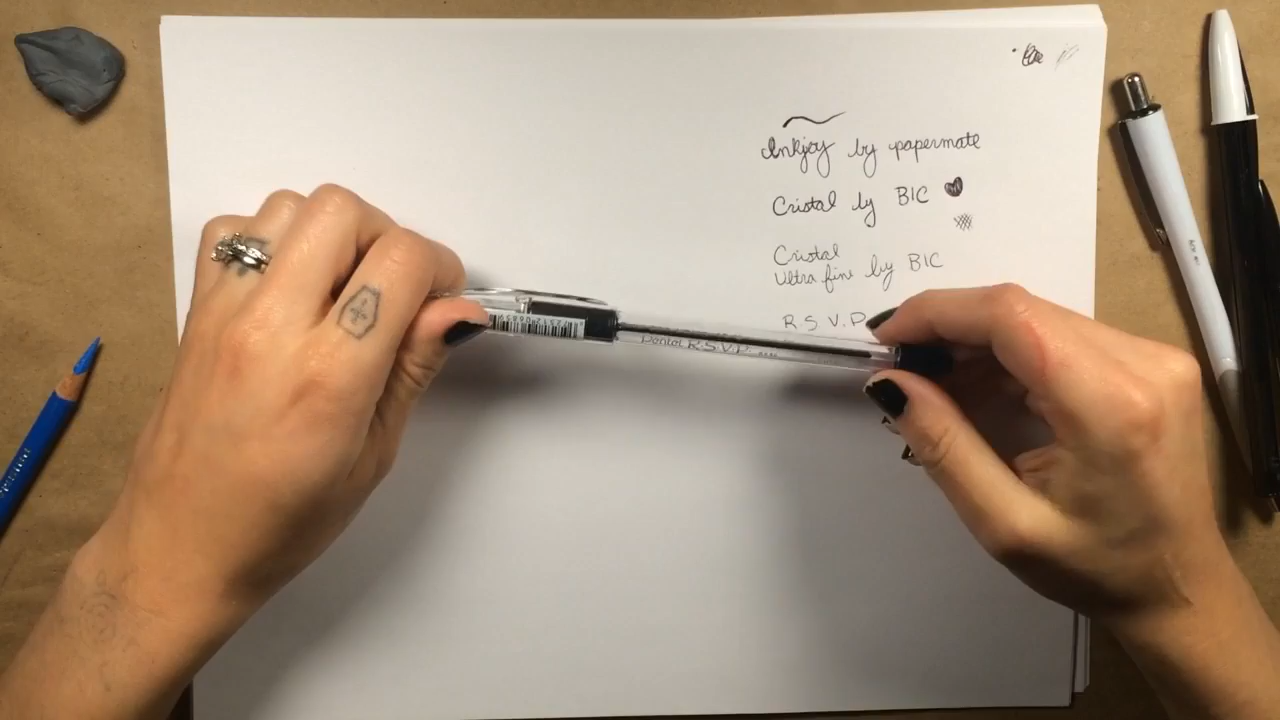 Inkjoy by papermate
Cristal by BIC
Cristal
Ultra fine by BIC
R.S.V.P
Pentel R.S.V.P.